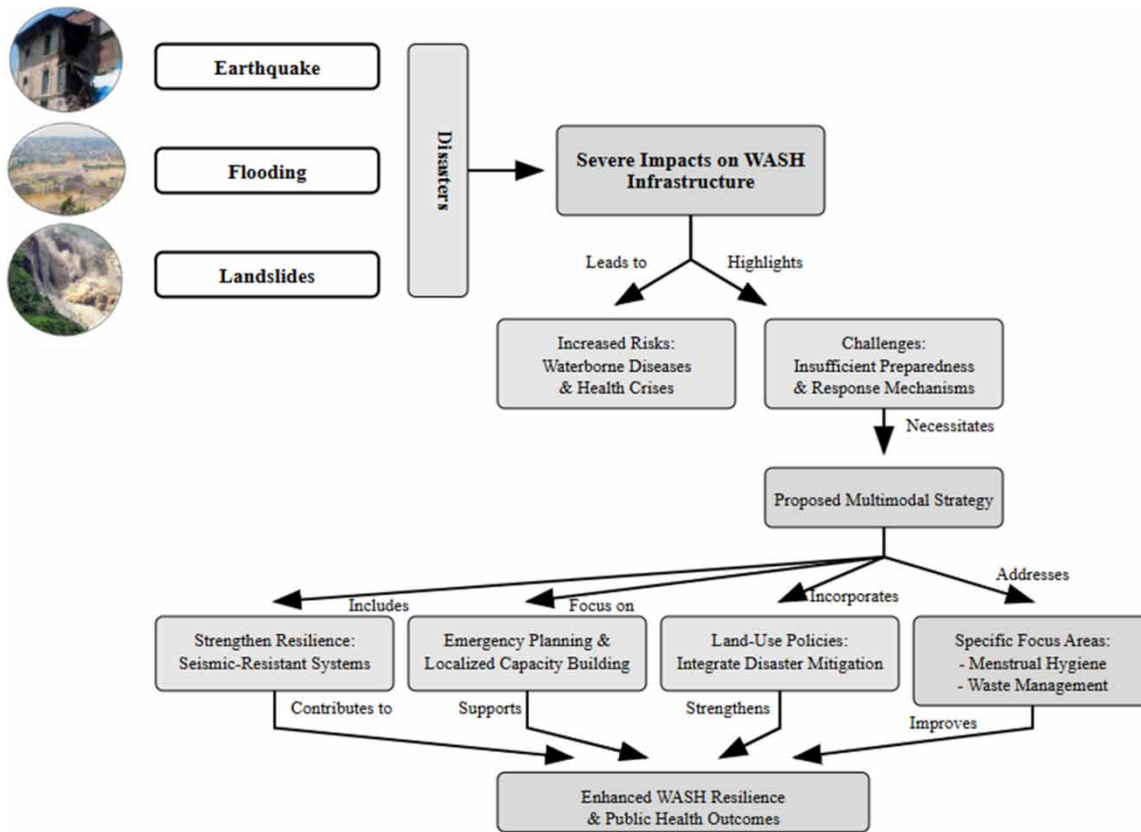 Earthquake
Flooding
Landslides
Disasters
Severe Impacts on WASH
Infrastructure
Leads to
Highlights
Increased Risks:
Waterborne Diseases
& Health Crises
Challenges:
Insufficient Preparedness
& Response Mechanisms
Necessitates
Proposed Multimodal Strategy
Includes
Focus on
Incorporates
Addresses
Strengthen Resilience:
Seismic-Resistant Systems
Emergency Planning &
Localized Capacity Building
Land-Use Policies:
Integrate Disaster Mitigation
Specific Focus Areas:
- Menstrual Hygiene
- Waste Management
Contributes to
Supports
Strengthens
Improves
Enhanced WASH Resilience
& Public Health Outcomes